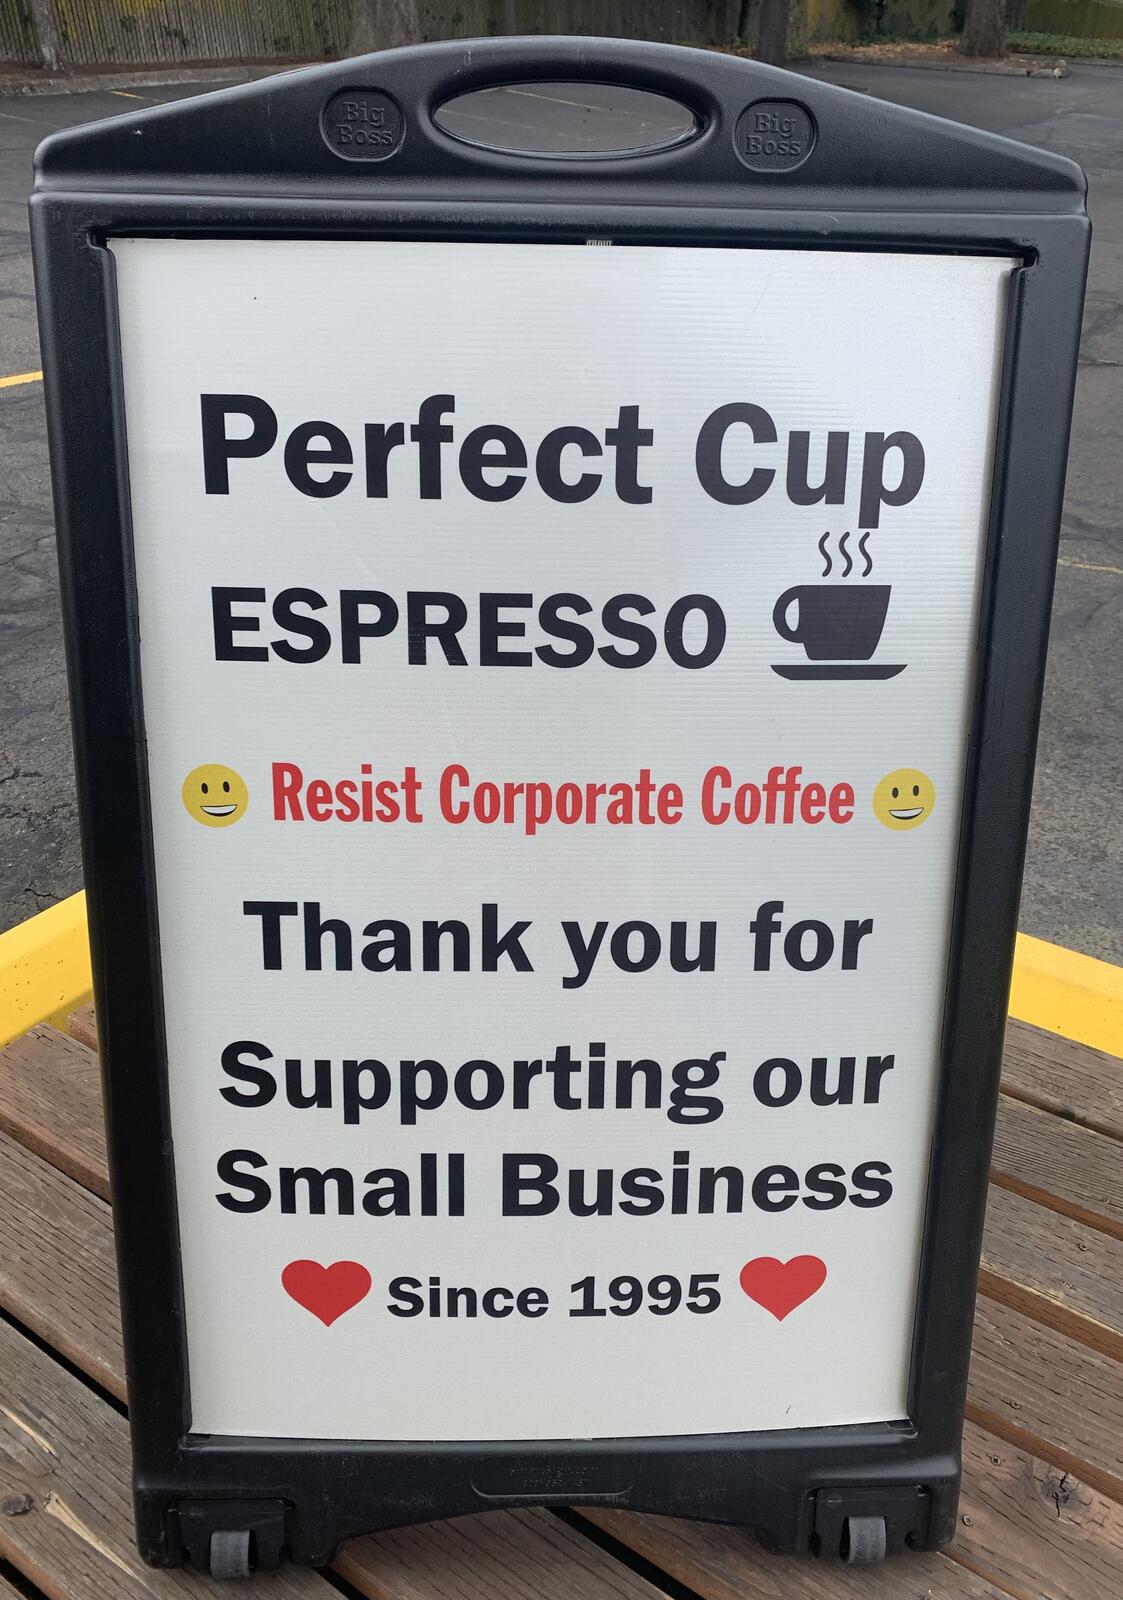 Big
Boss
Big
Boss
Perfect Cup
ESPRESSO
Resist Corporate Coffee
Thank you for
Supporting our
Small Business
Since 1995